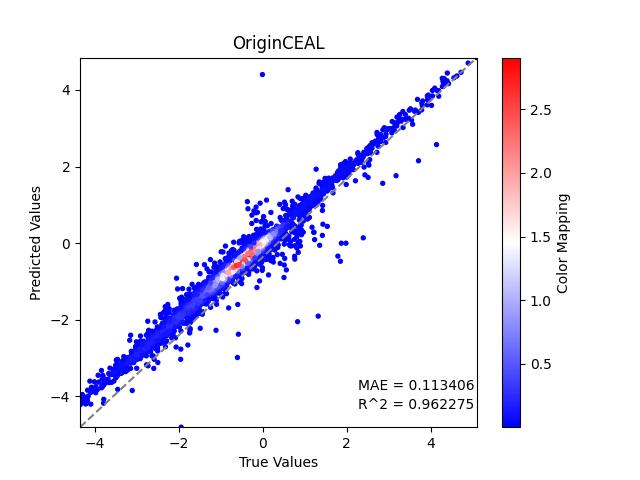 OriginCEAL
4
2
0
−2
−4
Predicted Values
−4
−2
0
2
4
True Values
MAE = 0.113406
R^2 = 0.962275
2.5
2.0
1.5
1.0
0.5
Color Mapping